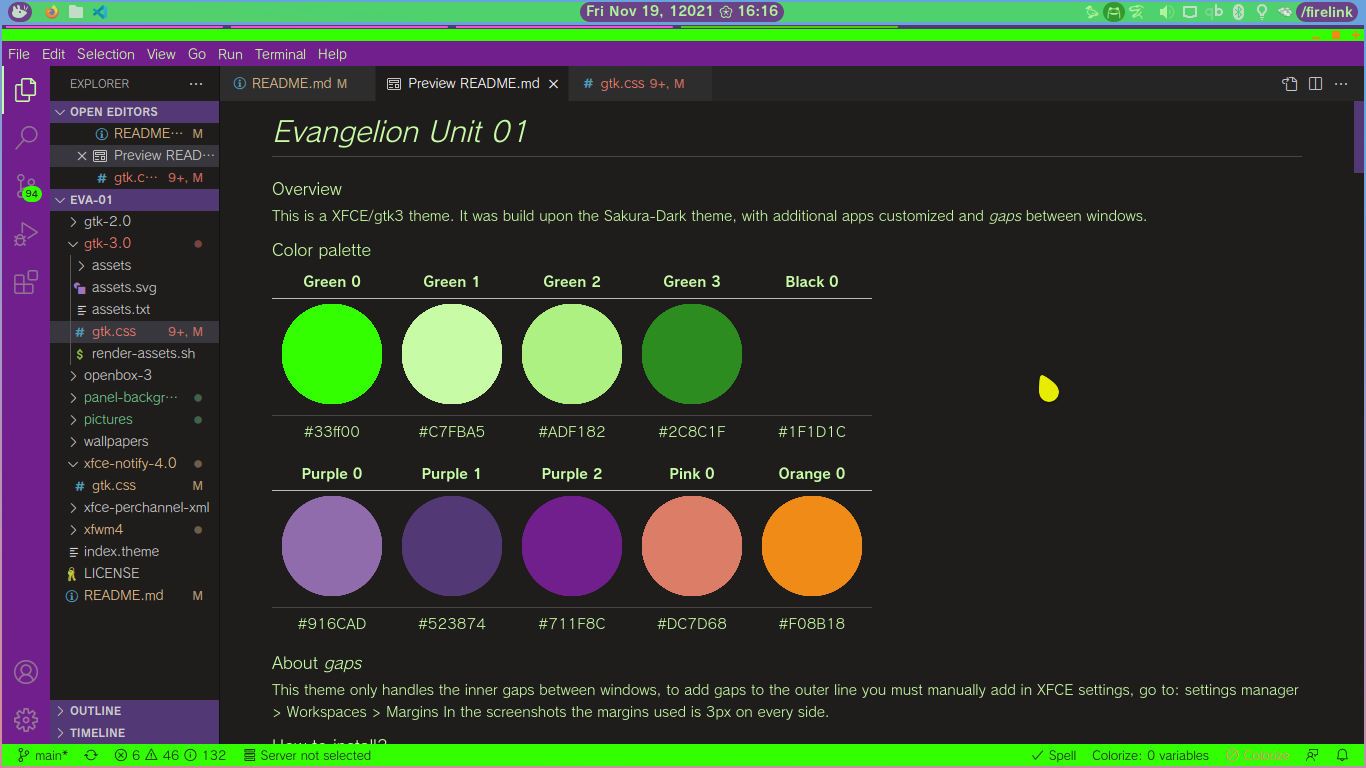 Fri Nov 19, 12021 16:16
qb
/firelink
File Edit Selection View Go Run Terminal Help
EXPLORER ···
README.md M
Preview README.md
# gtk.css 9+, M
OPEN EDITORS
README··· M
Preview READ···
# gtk.c··· 9+, M
EVA-01
gtk-2.0
gtk-3.0
assets
assets.svg
assets.txt
# gtk.css 9+, M
$ render-assets.sh
openbox-3
panel-backgr···
pictures
wallpapers
xfce-notify-4.0
# gtk.css M
xfce-perchannel-xml
xfwm4
index.theme
LICENSE
README.md M
OUTLINE
TIMELINE
94
Evangelion Unit 01
Overview
This is a XFCE/gtk3 theme. It was build upon the Sakura-Dark theme, with additional apps customized and gaps between windows.
Color palette
Green 0 Green 1 Green 2 Green 3 Black 0
#33ff00 #C7FBA5 #ADF182 #2C8C1F #1F1D1C
Purple 0 Purple 1 Purple 2 Pink 0 Orange 0
#916CAD #523874 #711F8C #DC7D68 #F08B18
About gaps
This theme only handles the inner gaps between windows, to add gaps to the outer line you must manually add in XFCE settings, go to: settings manager
> Workspaces > Margins In the screenshots the margins used is 3px on every side.
How to install?
main* 6 46 132 Server not selected
Spell Colorize: 0 variables Colorize